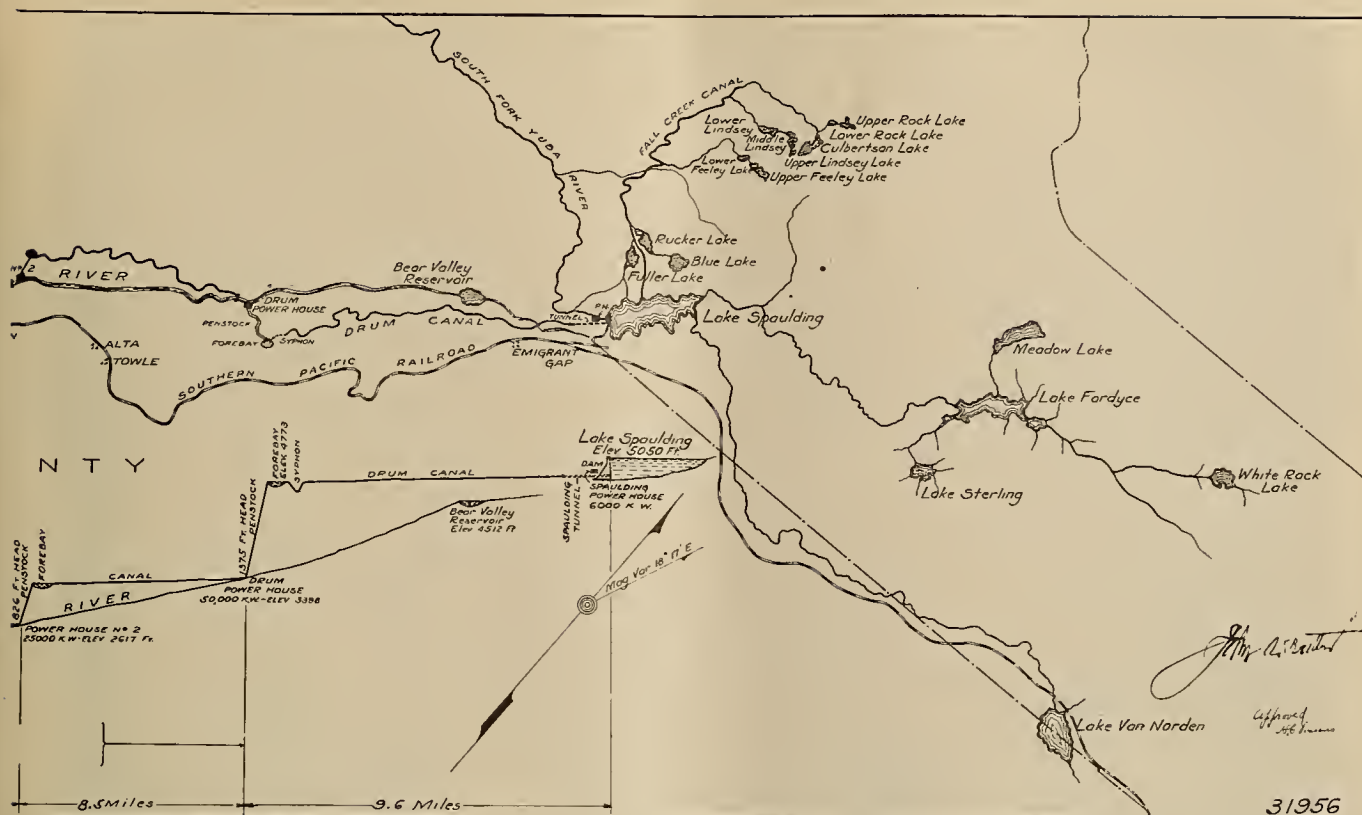 SOUTH FORK YUBA
RIVER
FALL CREEK CANAL
Lower
Lindsey
Middle
Lindsey
Upper Rock Lake
Lower Rock Lake
Culbertson Lake
Upper Lindsey Lake
Lower
Feeley Lake
Upper Feeley Lake
Rucker Lake
Blue Lake
Fuller Lake
Nº 2
RIVER
Bear Valley
Reservoir
DRUM
POWER HOUSE
PENSTOCK
FOREBAY
SYPHON
DRUM CANAL
TUNNEL
P.H.
Lake Spaulding
Y
ALTA
TOWLE
SOUTHERN PACIFIC RAILROAD
EMIGRANT
GAP
Meadow Lake
Lake Fordyce
Lake Sterling
White Rock
Lake
NTY
FOREBAY
ELEV 4773
SYPHON
DRUM CANAL
Lake Spaulding
Elev 5050 Ft.
DAM
SPAULDING
POWER HOUSE
6000 K.W.
SPAULDING
TUNNEL
1375 FT. HEAD
PENSTOCK
Bear Valley
Reservoir
Elev 4512 Ft
826 FT HEAD
PENSTOCK
FOREBAY
CANAL
RIVER
DRUM
POWER HOUSE
50,000 K.W-ELEV 3398
POWER HOUSE Nº 2
25000 K.W-ELEV 2617 Ft.
Mag Var 18° 17' E
Lake Van Norden
Approved
8.5 Miles
9.6 Miles
31956